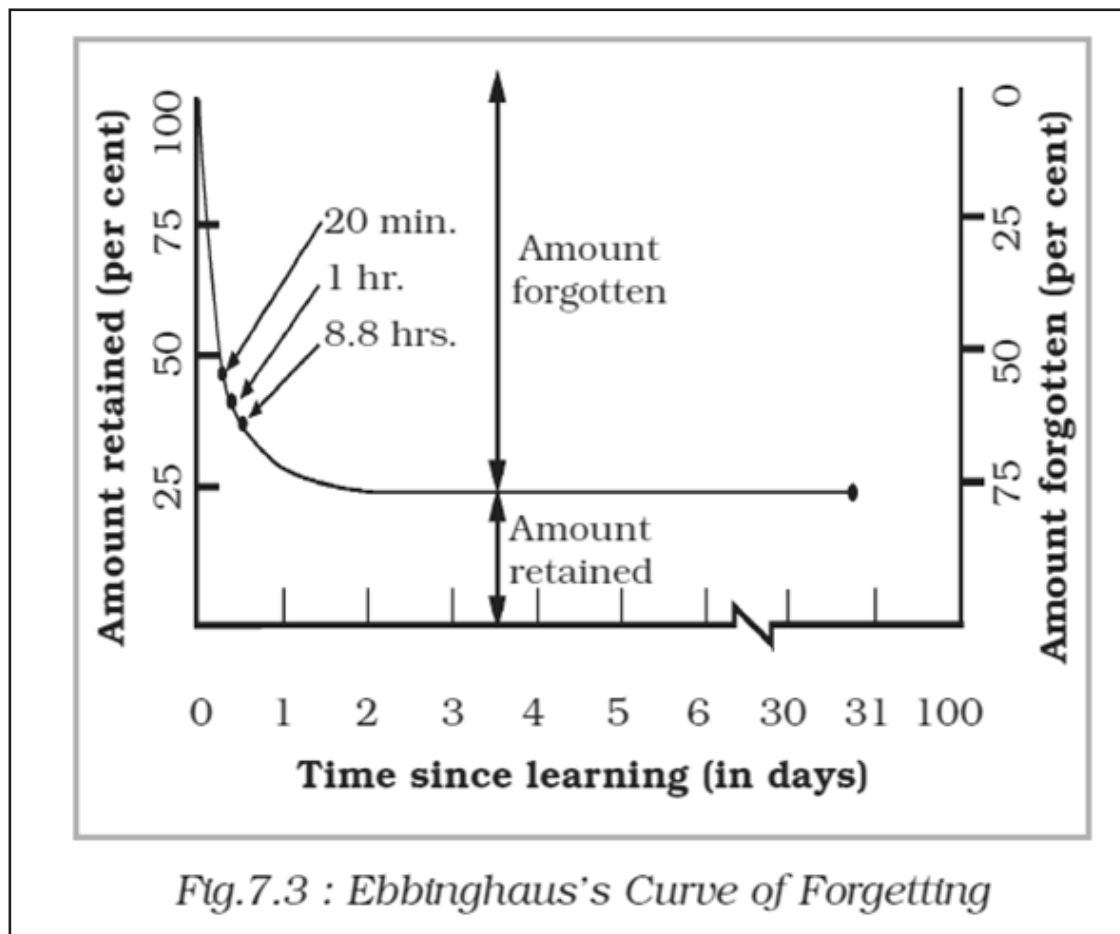 Amount retained (per cent)
100
75
50
25
20 min.
1 hr.
8.8 hrs.
Amount
forgotten
Amount
retained
0
25
50
75
Amount forgotten (per cent)
0 1 2 3 4 5 6 30 31 100
Time since learning (in days)
Fig.7.3 : Ebbinghaus's Curve of Forgetting